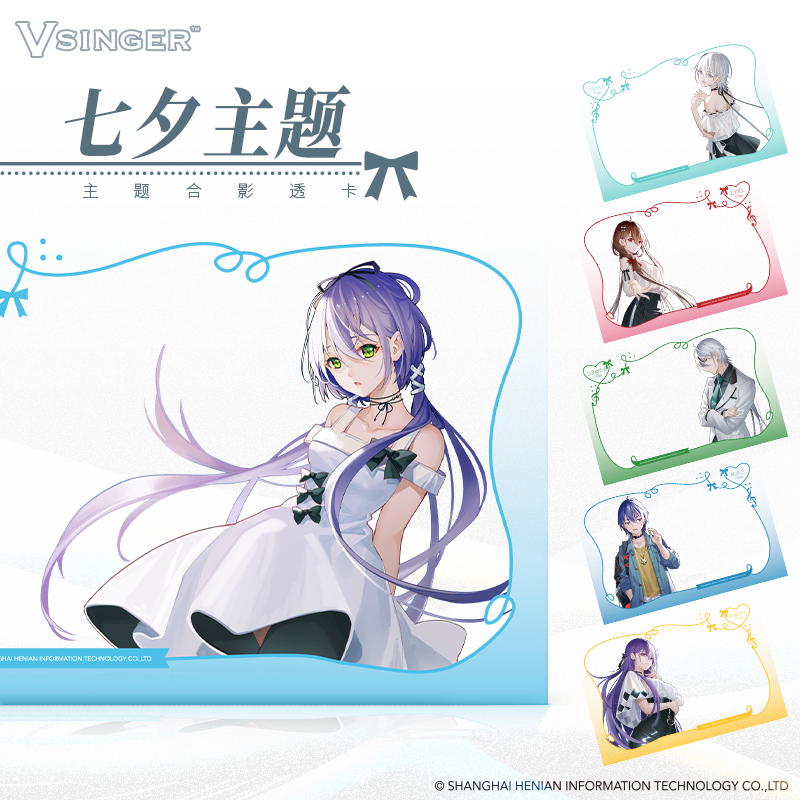 VSINGER™
七夕主题
主题合影透卡
HAI HENIAN INFORMATION TECHNOLOGY CO.,LTD
© SHANGHAI HENIAN INFORMATION TECHNOLOGY CO.,LTD